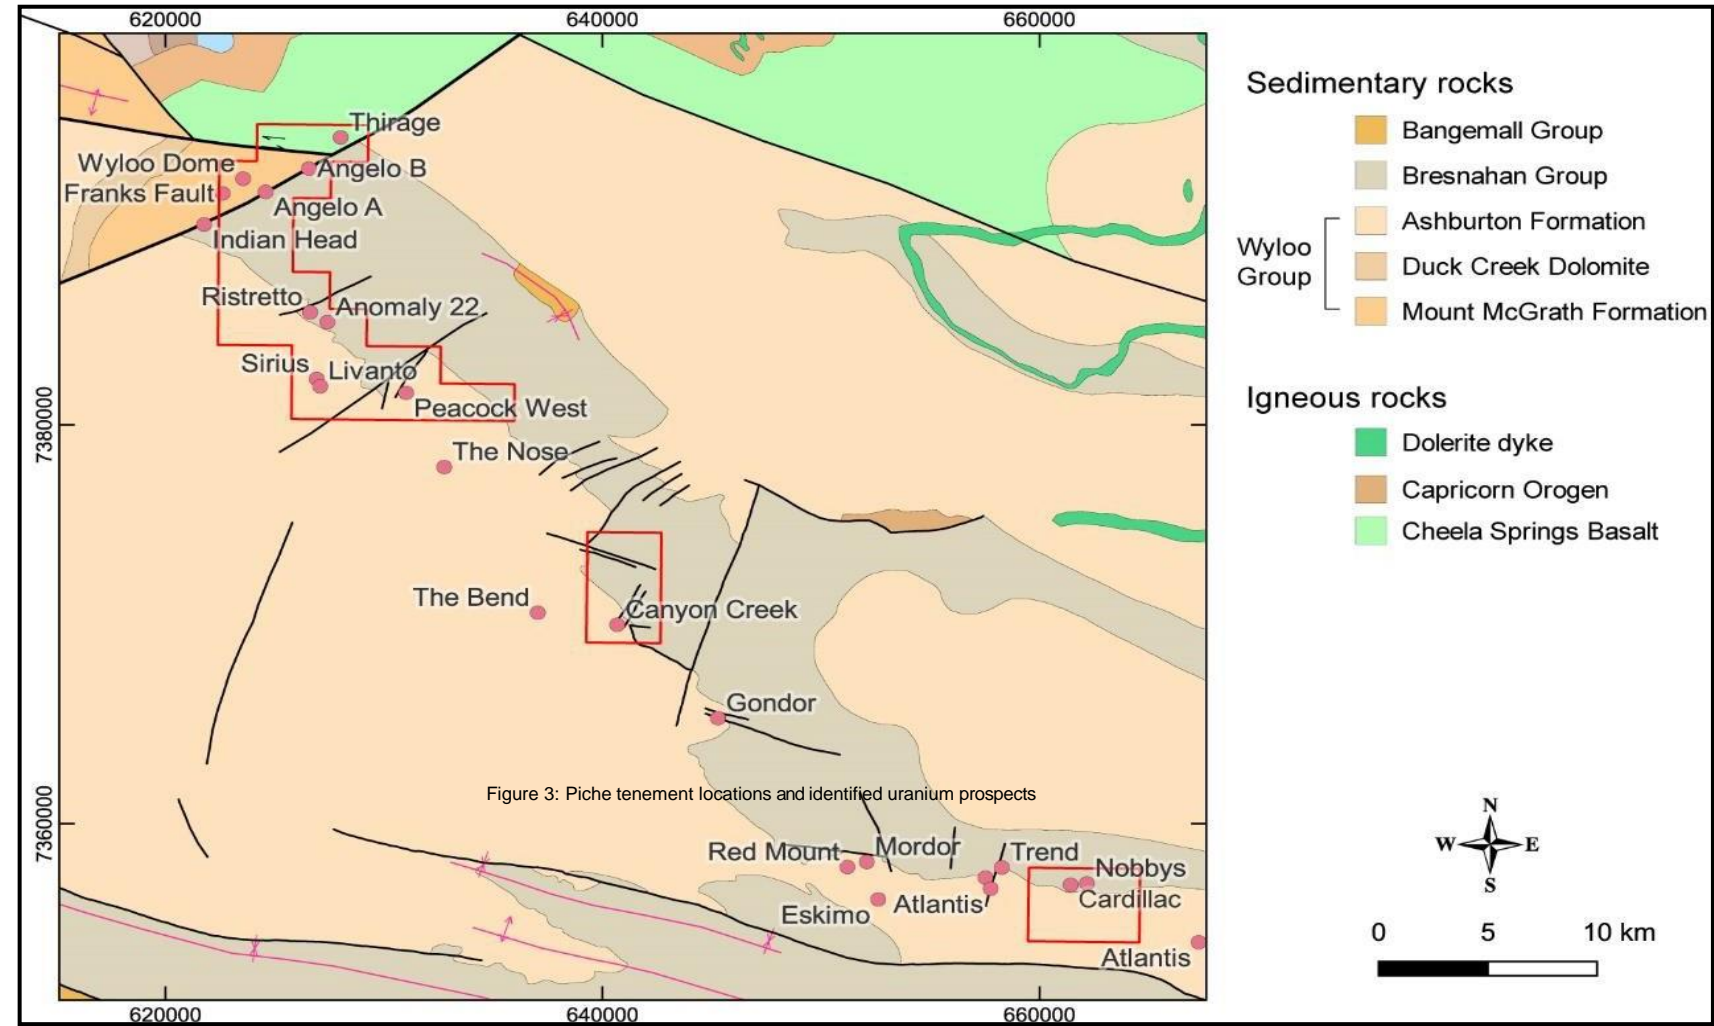 620000
640000
660000
Thirage
Wyloo Dome
Angelo B
Franks Fault
Angelo A
Indian Head
Ristretto
Anomaly 22
Sirius
Livanto
Peacock West
7380000
The Nose
The Bend
Canyon Creek
Gondor
Figure 3: Piche tenement locations and identified uranium prospects
7360000
Red Mount
Mordor
Trend
Nobbys
Cardillac
Eskimo
Atlantis
Atlantis
620000
640000
660000
Sedimentary rocks
Bangemall Group
Bresnahan Group
Wyloo
Group
Ashburton Formation
Duck Creek Dolomite
Mount McGrath Formation
Igneous rocks
Dolerite dyke
Capricorn Orogen
Cheela Springs Basalt
N
W
E
S
0
5
10 km